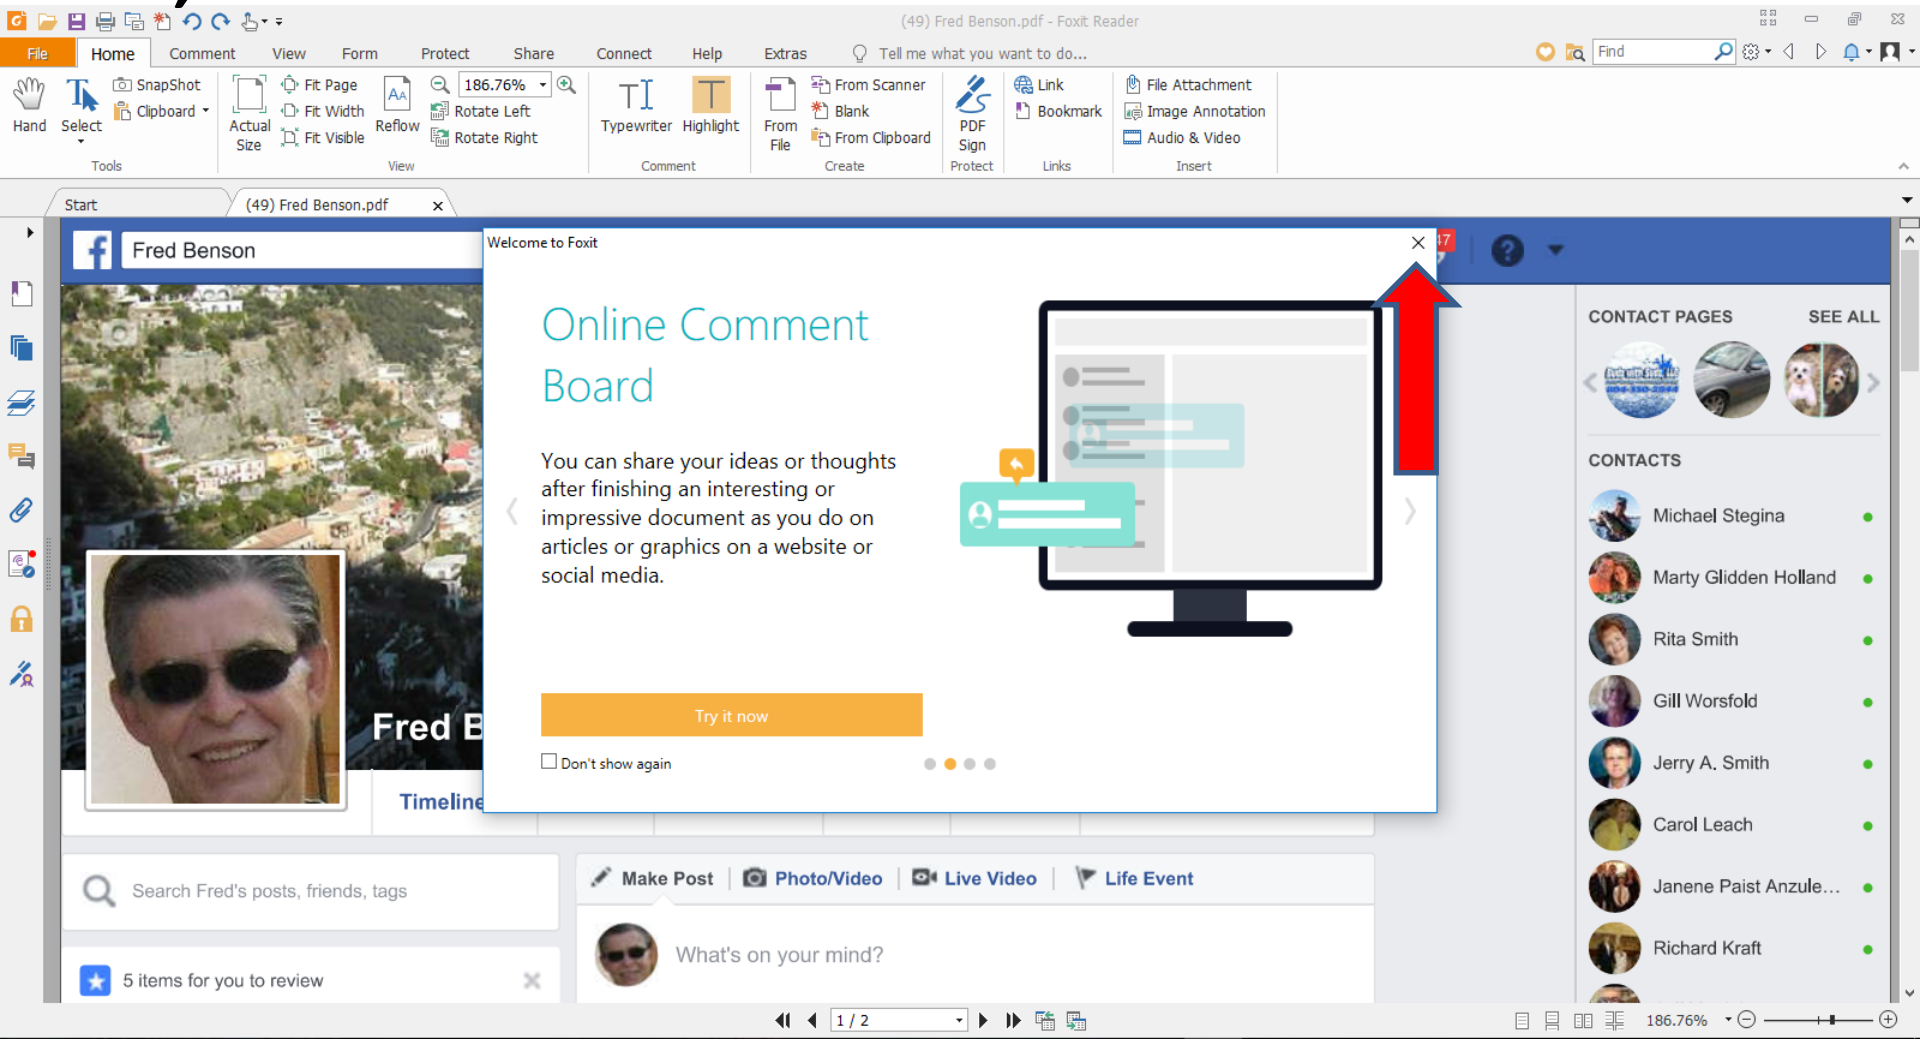 (49) Fred Benson.pdf - Foxit Reader
File Home Comment View Form Protect Share Connect Help Extras Tell me what you want to do... Find
Hand
Select
SnapShot
Clipboard
Tools
Actual
Size
Fit Page
Fit Width
Fit Visible
Reflow
186.76%
Rotate Left
Rotate Right
View
Typewriter
Highlight
Comment
From
File
From Scanner
Blank
From Clipboard
Create
PDF
Sign
Protect
Link
Bookmark
Links
File Attachment
Image Annotation
Audio & Video
Insert
Start
(49) Fred Benson.pdf
Fred Benson
47
Welcome to Foxit
Online Comment
Board
You can share your ideas or thoughts
after finishing an interesting or
impressive document as you do on
articles or graphics on a website or
social media.
Try it now
Don't show again
Fred B
Timeline
Search Fred's posts, friends, tags
5 items for you to review
Make Post
Photo/Video
Live Video
Life Event
What's on your mind?
CONTACT PAGES
SEE ALL
CONTACTS
Michael Stegina
Marty Glidden Holland
Rita Smith
Gill Worsfold
Jerry A. Smith
Carol Leach
Janene Paist Anzule...
Richard Kraft
1 / 2
186.76%